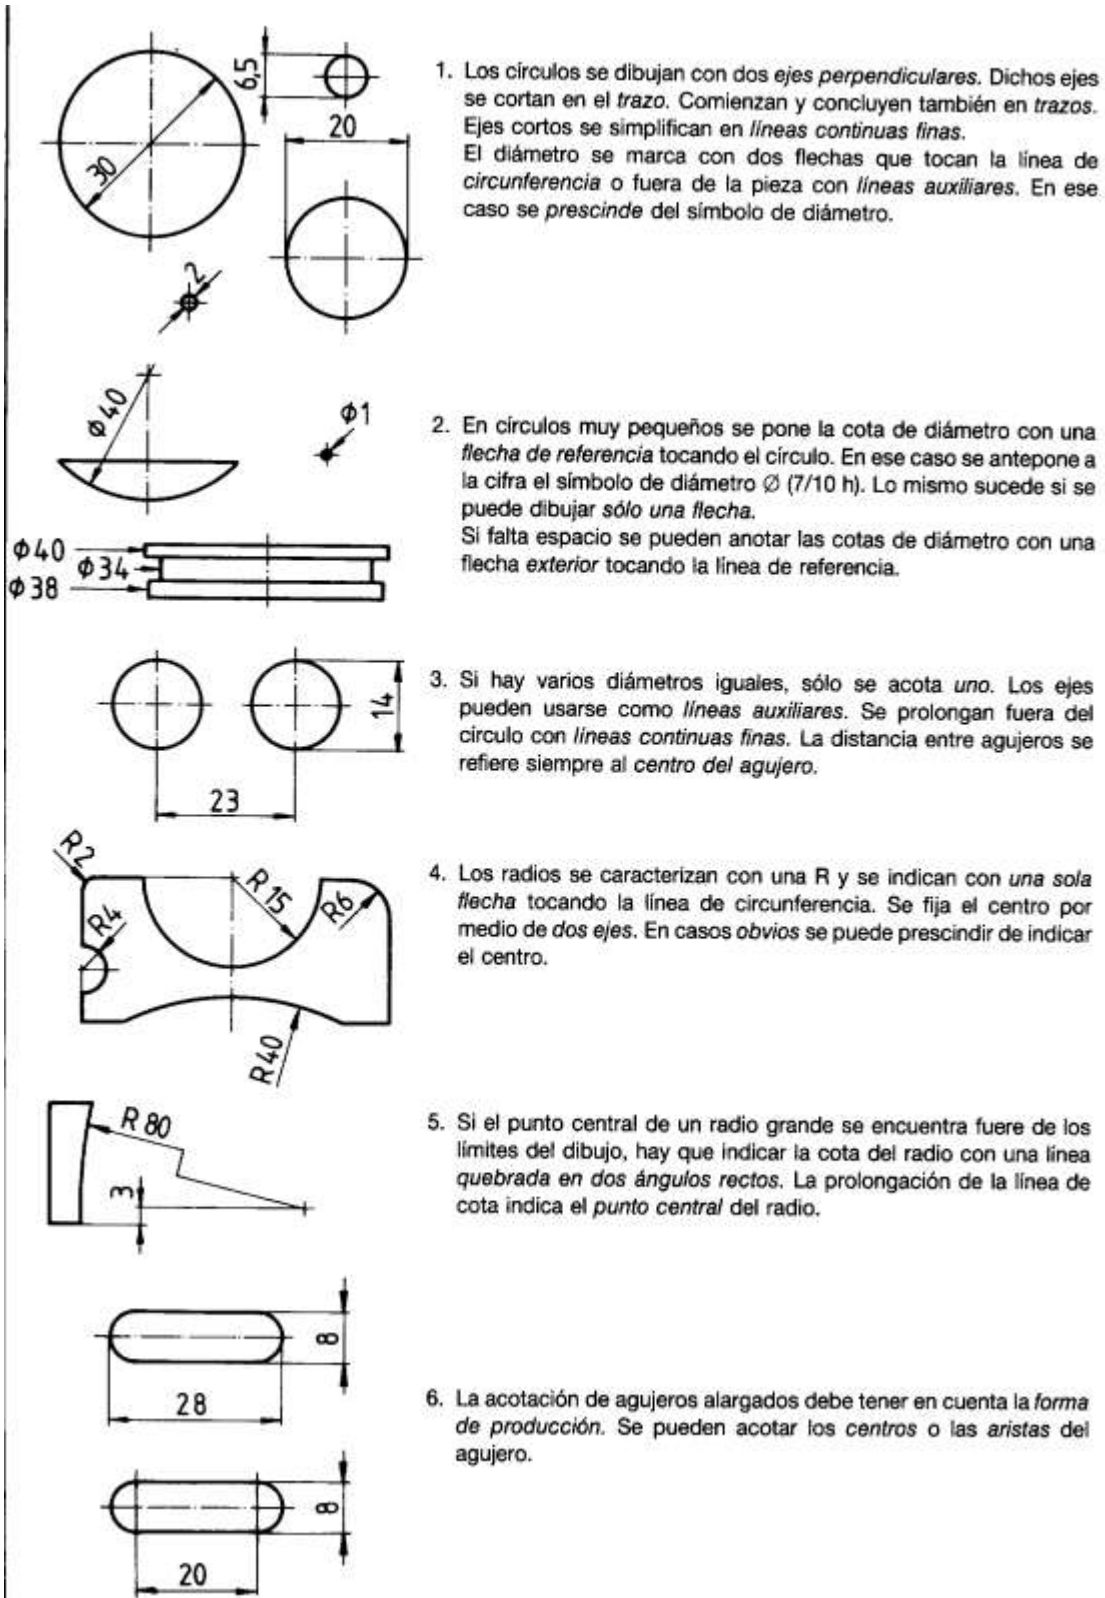 6,5
30
20
2
1. Los círculos se dibujan con dos ejes perpendiculares. Dichos ejes
se cortan en el trazo. Comienzan y concluyen también en trazos.
Ejes cortos se simplifican en líneas continuas finas.
El diámetro se marca con dos flechas que tocan la línea de
circunferencia o fuera de la pieza con líneas auxiliares. En ese
caso se prescinde del símbolo de diámetro.
Φ40
Φ1
Φ40
Φ34
Φ38
2. En círculos muy pequeños se pone la cota de diámetro con una
flecha de referencia tocando el círculo. En ese caso se antepone a
la cifra el símbolo de diámetro ∅ (7/10 h). Lo mismo sucede si se
puede dibujar sólo una flecha.
Si falta espacio se pueden anotar las cotas de diámetro con una
flecha exterior tocando la línea de referencia.
14
23
3. Si hay varios diámetros iguales, sólo se acota uno. Los ejes
pueden usarse como líneas auxiliares. Se prolongan fuera del
círculo con líneas continuas finas. La distancia entre agujeros se
refiere siempre al centro del agujero.
R2
R4
R15
R6
R40
4. Los radios se caracterizan con una R y se indican con una sola
flecha tocando la línea de circunferencia. Se fija el centro por
medio de dos ejes. En casos obvios se puede prescindir de indicar
el centro.
R 80
3
5. Si el punto central de un radio grande se encuentra fuere de los
límites del dibujo, hay que indicar la cota del radio con una línea
quebrada en dos ángulos rectos. La prolongación de la línea de
cota indica el punto central del radio.
8
28
8
20
6. La acotación de agujeros alargados debe tener en cuenta la forma
de producción. Se pueden acotar los centros o las aristas del
agujero.